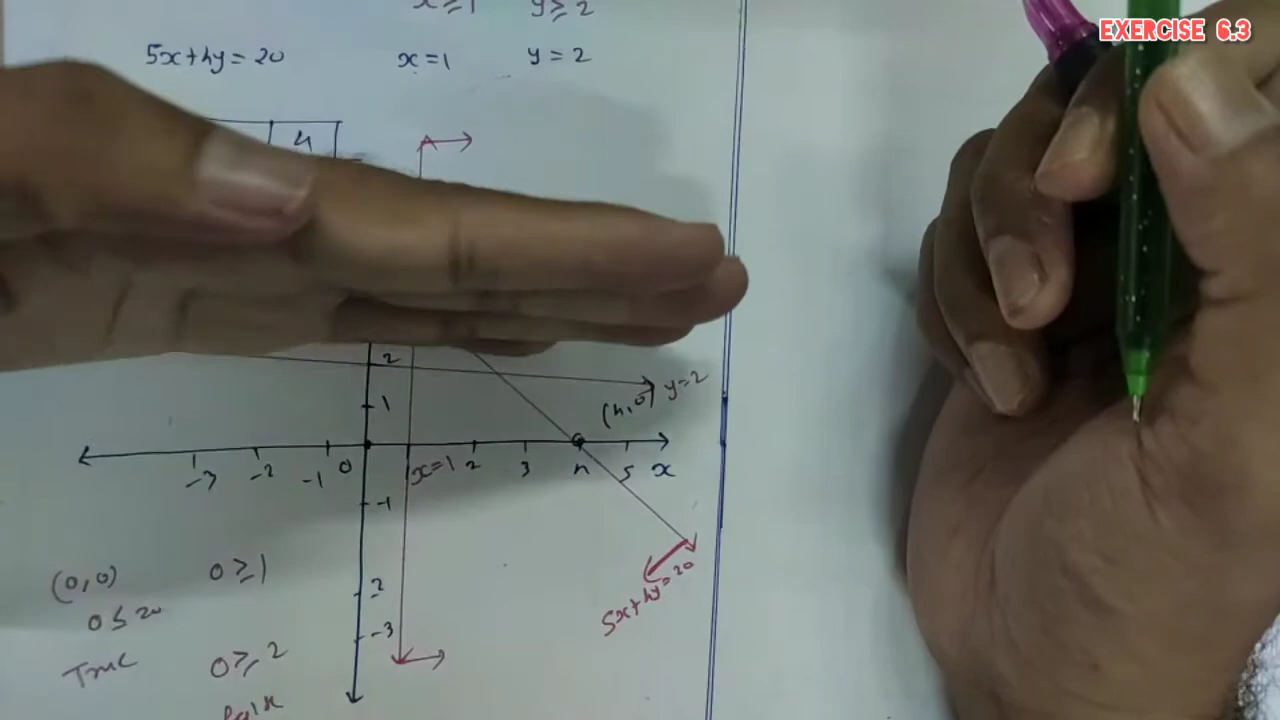 EXERCISE 6.3
x ≥ 1 y ≥ 2
5x+4y = 20 x = 1 y = 2
4
2
1
(4,0) y=2
-3 -2 -1 0 x=1 2 3 4 5 x
-1
(0,0) 0 ≥ 1
0 ≤ 20
2
-3
5x+4y=20
True 0 ≥ 2
False